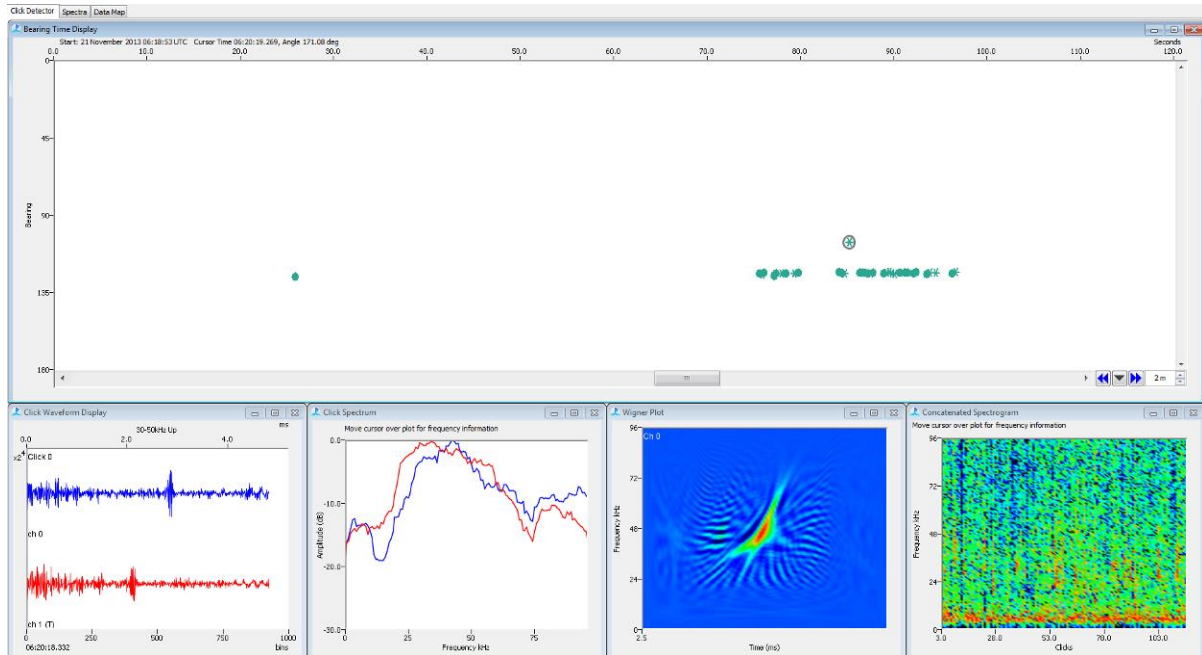 Click Detector Spectra Data Map
Bearing Time Display
Start: 21 November 2013 06:18:53 UTC Cursor Time 06:20:19.269, Angle 171.08 deg Seconds
0.0 10.0 20.0 30.0 40.0 50.0 60.0 70.0 80.0 90.0 100.0 110.0 120.0
0
45
90
Bearing
135
180
2 m
Click Waveform Display
30-50kHz Up ms
0.0 2.0 4.0
x2^4
Click 0
ch 0
ch 1 (T)
0 250 500 750 1000
06:20:18.332 bins
Click Spectrum
Move cursor over plot for frequency information
0.0
-10.0
Amplitude (dB)
-20.0
-30.0
0 25 50 75
Frequency kHz
Wigner Plot
Ch 0
96
72
Frequency kHz
48
24
0
2.5
Time (ms)
Concatenated Spectrogram
Move cursor over plot for frequency information
96
72
Frequency kHz
48
24
0
3.0 28.0 53.0 78.0 103.0
Clicks